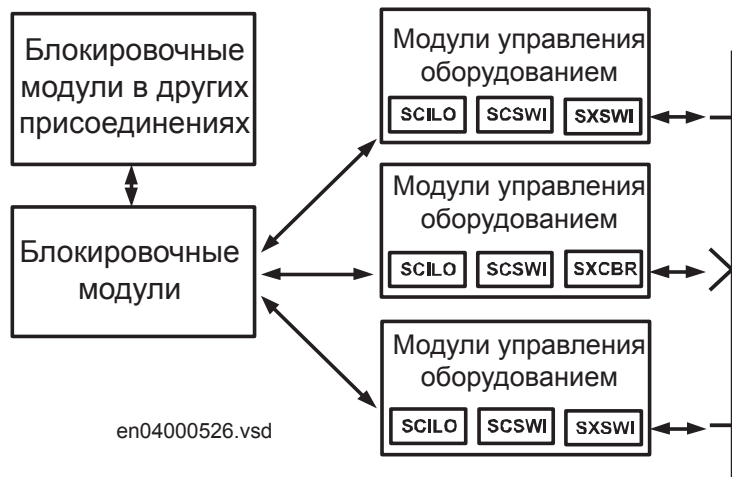 Блокировочные
модули в других
присоединениях
Блокировочные
модули
Модули управления
оборудованием
SCILO SCSWI SXSWI
Модули управления
оборудованием
SCILO SCSWI SXCBR
Модули управления
оборудованием
SCILO SCSWI SXSWI
en04000526.vsd